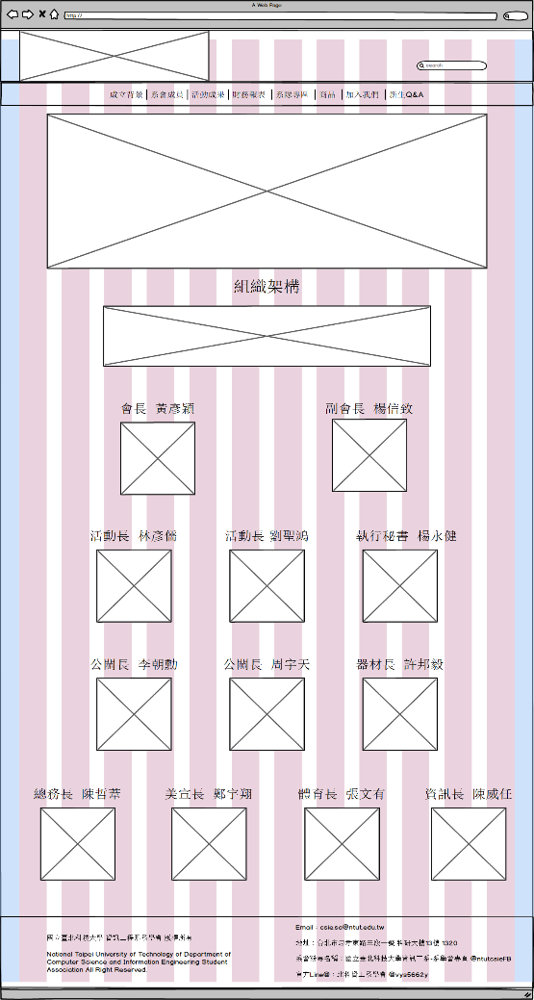 A Web Page
http://
search
成立背景 | 系會成員 | 活動成果 | 財務報表 | 系隊專區 | 商品 | 加入我們 | 新生Q&A
組織架構
會長 黃彥穎
副會長 楊信致
活動長 林彥儒
活動長 劉聖鴻
執行秘書 楊永健
公關長 李朝勳
公關長 周宇天
器材長 許邦毅
總務長 陳哲葦
美宣長 鄭宇翔
體育長 張文有
資訊長 陳威任
國立臺北科技大學 資訊工程系系學會 版權所有
National Taipei University of Technology of Department of
Computer Science and Information Engineering Student
Association All Right Reserved.
Email : csie.sa@ntut.edu.tw
地址：台北市忠孝東路三段一號 科研大樓13樓 1320
系會粉專名稱：國立臺北科技大學資訊工系-系學會專頁 @ntutcsieFB
官方Line@：北科資工系學會 @vya5662y